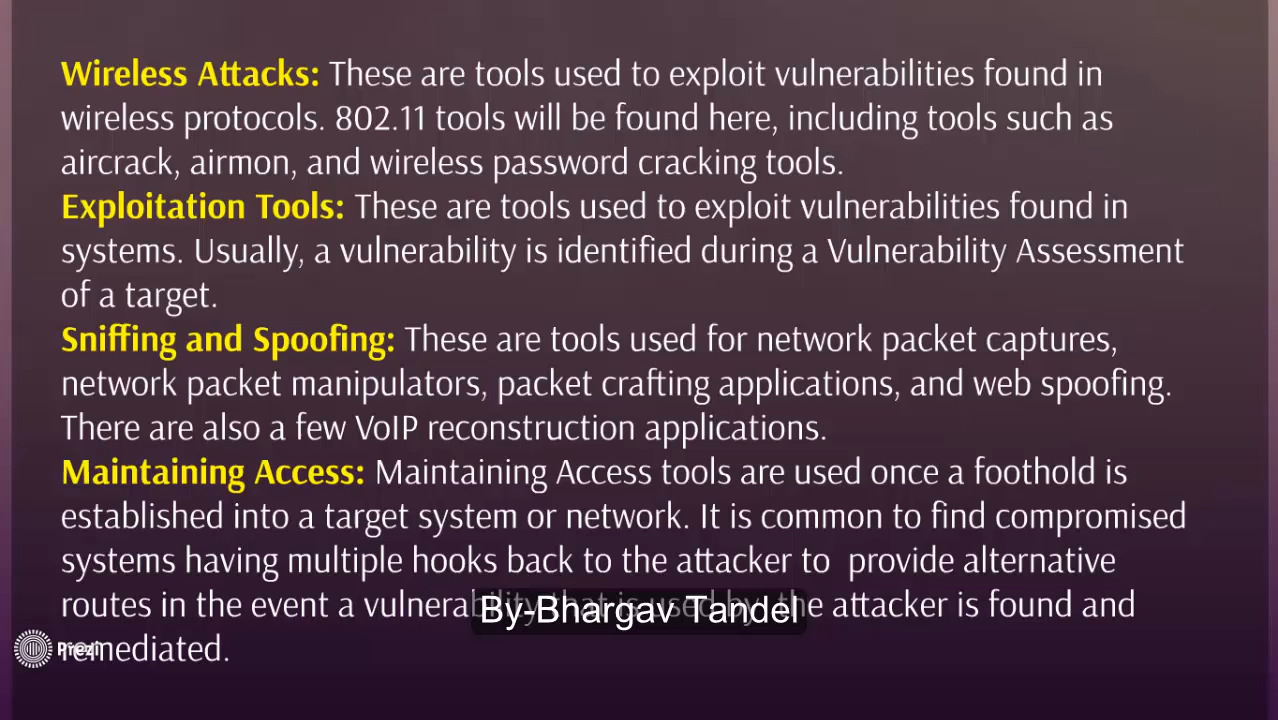 Wireless Attacks: These are tools used to exploit vulnerabilities found in
wireless protocols. 802.11 tools will be found here, including tools such as
aircrack, airmon, and wireless password cracking tools.
Exploitation Tools: These are tools used to exploit vulnerabilities found in
systems. Usually, a vulnerability is identified during a Vulnerability Assessment
of a target.
Sniffing and Spoofing: These are tools used for network packet captures,
network packet manipulators, packet crafting applications, and web spoofing.
There are also a few VoIP reconstruction applications.
Maintaining Access: Maintaining Access tools are used once a foothold is
established into a target system or network. It is common to find compromised
systems having multiple hooks back to the attacker to provide alternative
routes in the event a vulnerability that is used by the attacker is found and
By-Bhargav Tandel
remediated.
Prezi